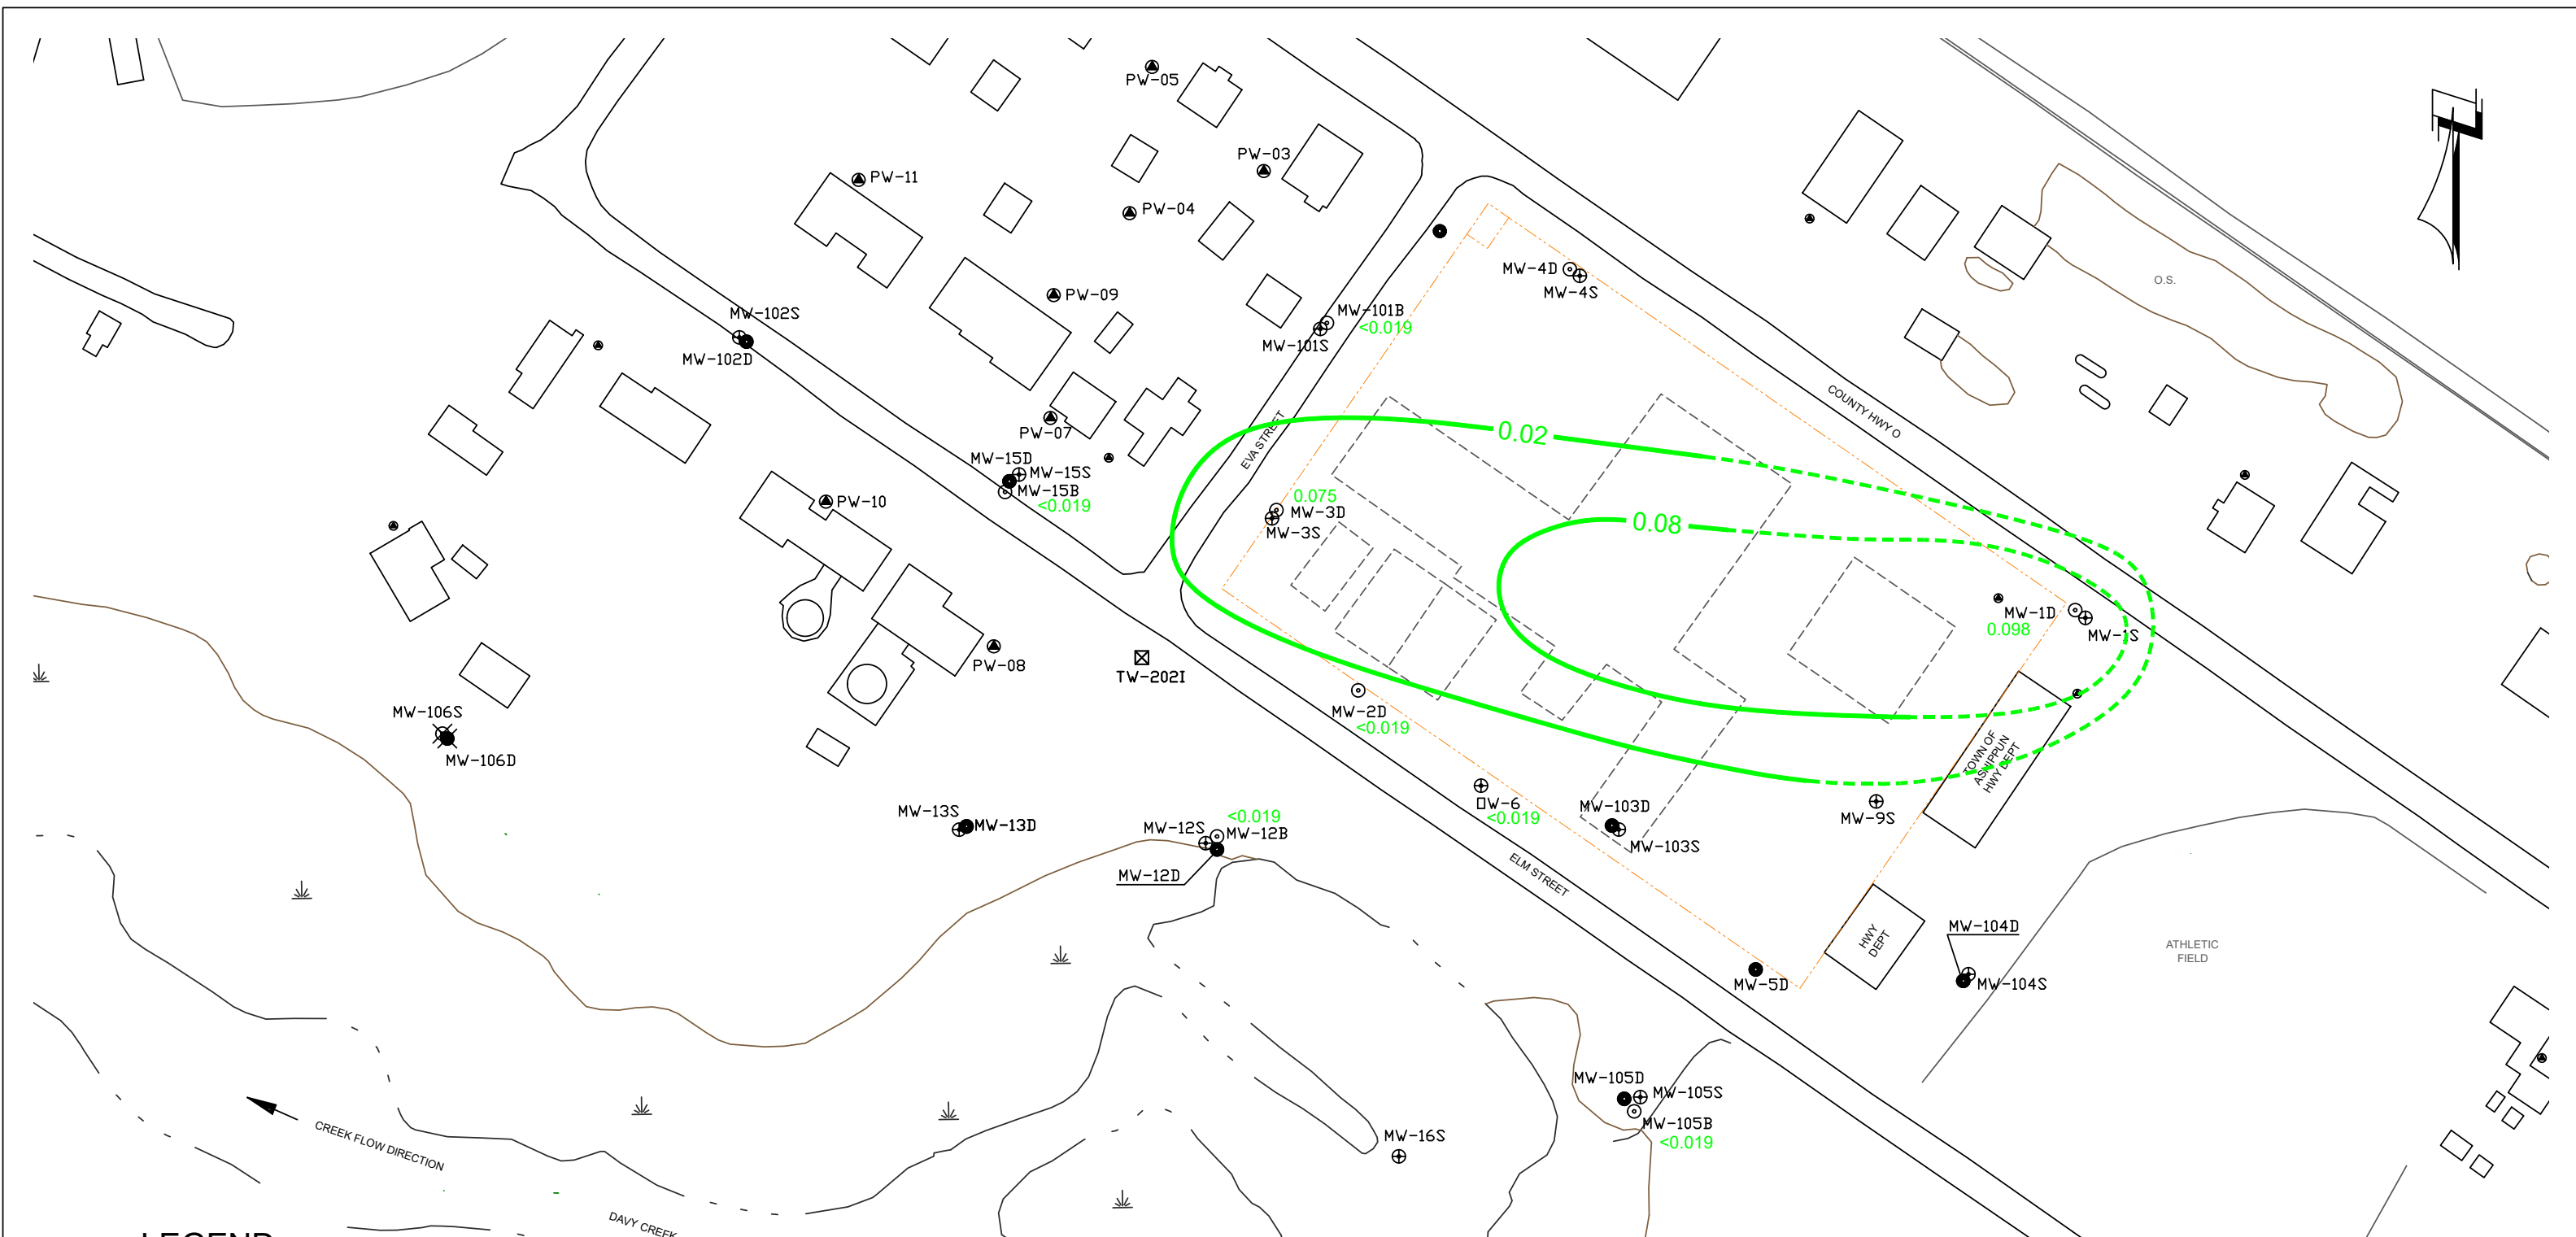 PW-05
PW-03
PW-11
PW-04
PW-09
MW-4D
MW-4S
O.S.
MW-102S
MW-101B
<0.019
MW-101S
MW-102D
COUNTY HWY O
EVA STREET
PW-07
0.02
MW-15D
MW-15S
MW-15B
<0.019
PW-10
0.075
MW-3D
MW-3S
0.08
MW-1D
0.098
MW-1S
PW-08
TW-202I
MW-2D
<0.019
MW-106S
MW-106D
TOWN OF
ASHIPPUN
HWY DEPT
W-6
<0.019
MW-103D
MW-103S
MW-9S
MW-13S
MW-13D
<0.019
MW-12S
MW-12B
MW-12D
ELM STREET
HWY
DEPT
MW-104D
MW-104S
ATHLETIC
FIELD
MW-5D
MW-105D
MW-105S
MW-105B
<0.019
MW-16S
CREEK FLOW DIRECTION
DAVY CREEK
LEGEND